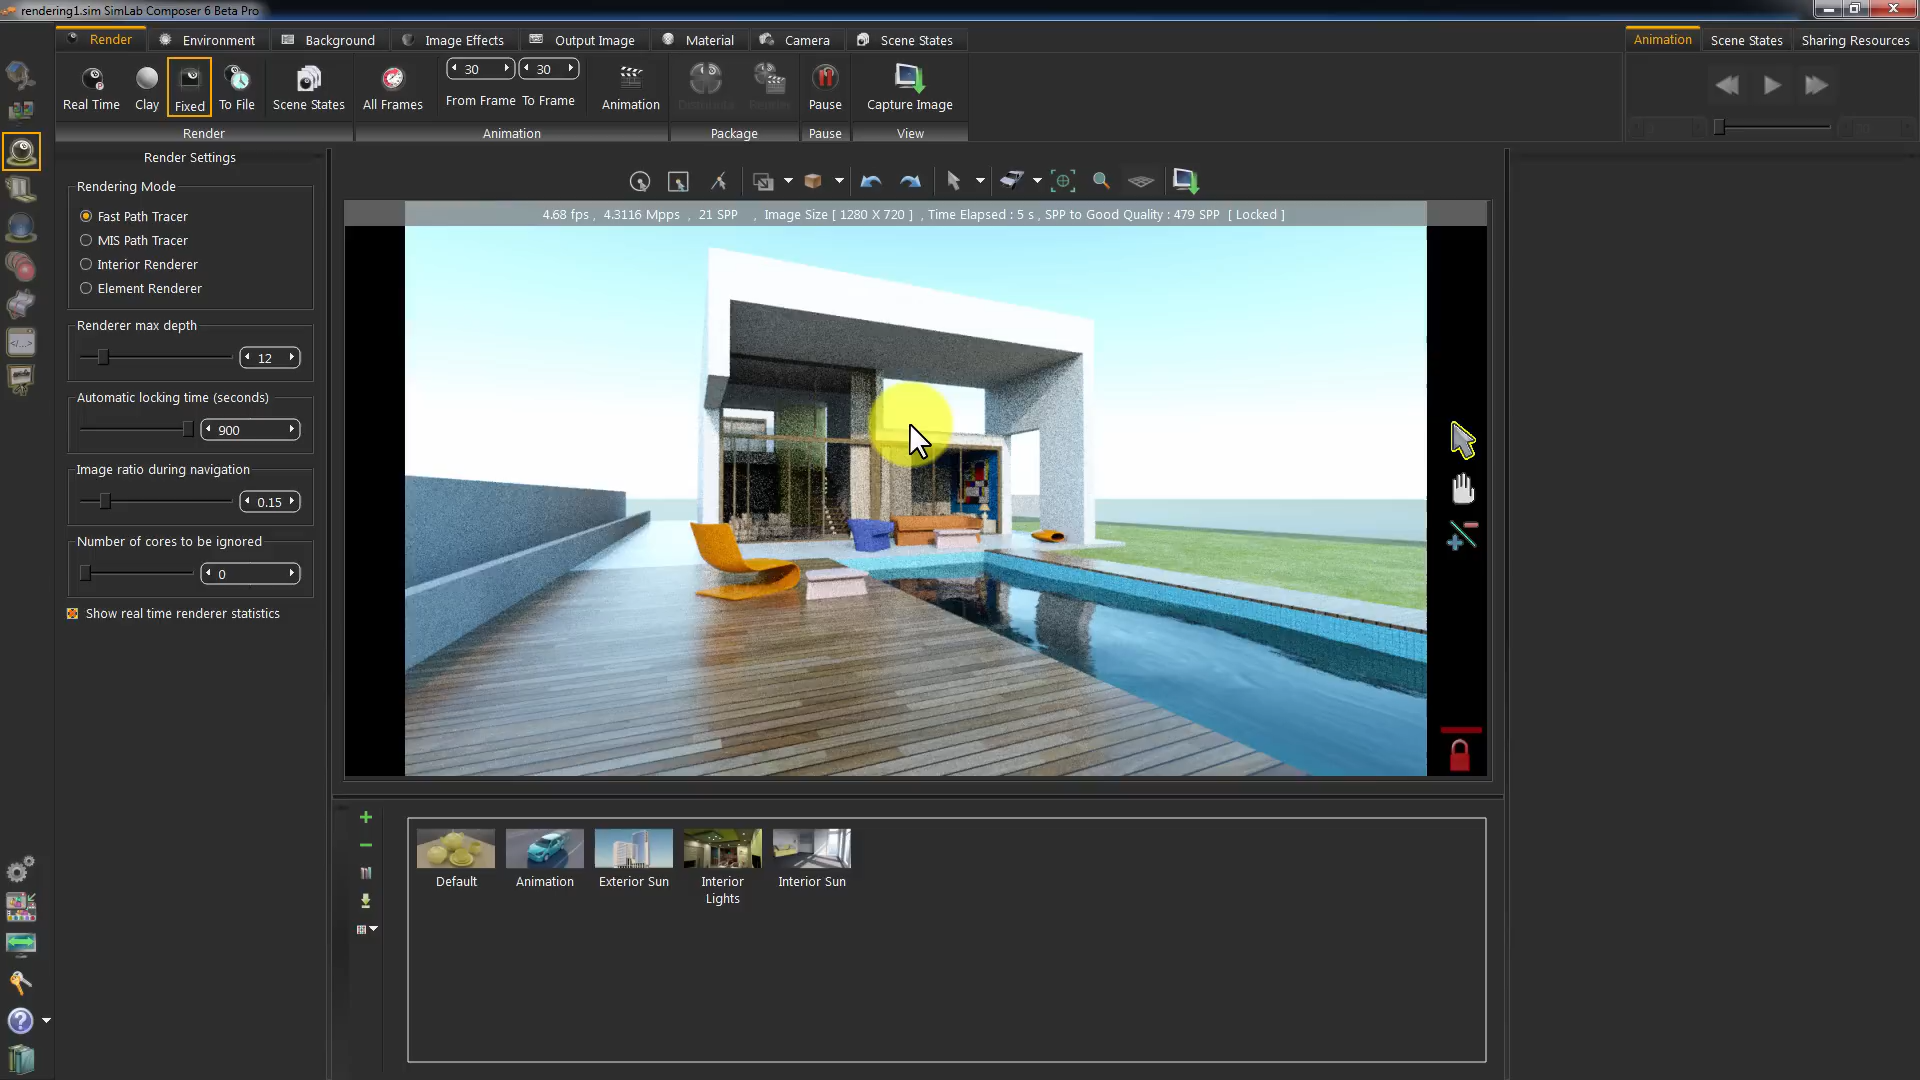 rendering1.sim SimLab Composer 6 Beta Pro
Render Environment Background Image Effects Output Image Material Camera Scene States
Animation Scene States Sharing Resources
30 30
Real Time Clay Fixed To File Scene States All Frames From Frame To Frame Animation Pause Capture Image
Render Animation Package Pause View
Render Settings
Rendering Mode
Fast Path Tracer
MIS Path Tracer
Interior Renderer
Element Renderer
Renderer max depth
12
Automatic locking time (seconds)
900
Image ratio during navigation
0.15
Number of cores to be ignored
0
Show real time renderer statistics
4.68 fps , 4.3116 Mpps , 21 SPP , Image Size [ 1280 X 720 ] , Time Elapsed : 5 s , SPP to Good Quality : 479 SPP [ Locked ]
Default
Animation
Exterior Sun
Interior Lights
Interior Sun